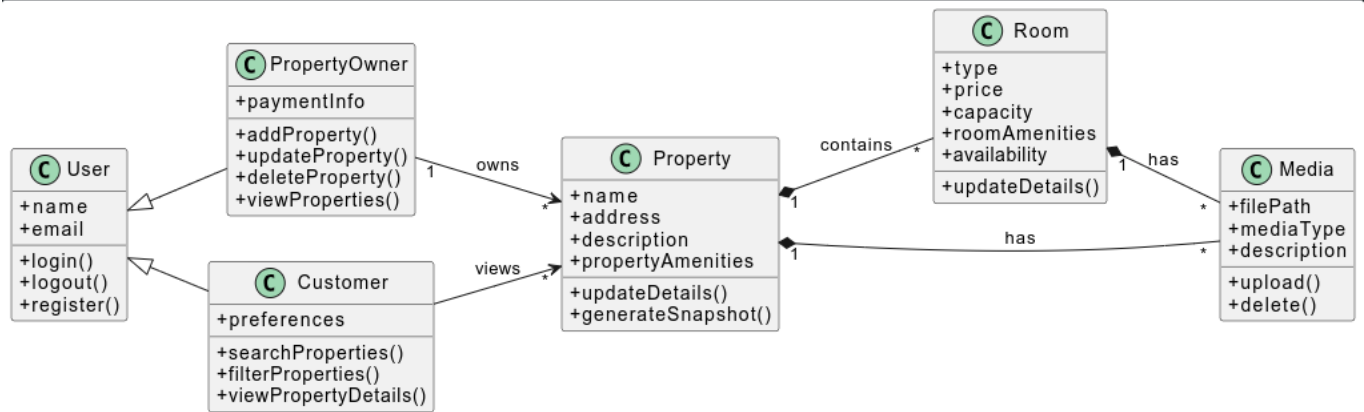 C User
+name
+email
+login()
+logout()
+register()
C PropertyOwner
+paymentInfo
+addProperty()
+updateProperty()
+deleteProperty()
+viewProperties()
C Customer
+preferences
+searchProperties()
+filterProperties()
+viewPropertyDetails()
1
owns
*
views
*
C Property
+name
+address
+description
+propertyAmenities
+updateDetails()
+generateSnapshot()
1
contains
*
1
has
*
C Room
+type
+price
+capacity
+roomAmenities
+availability
+updateDetails()
1
has
*
C Media
+filePath
+mediaType
+description
+upload()
+delete()